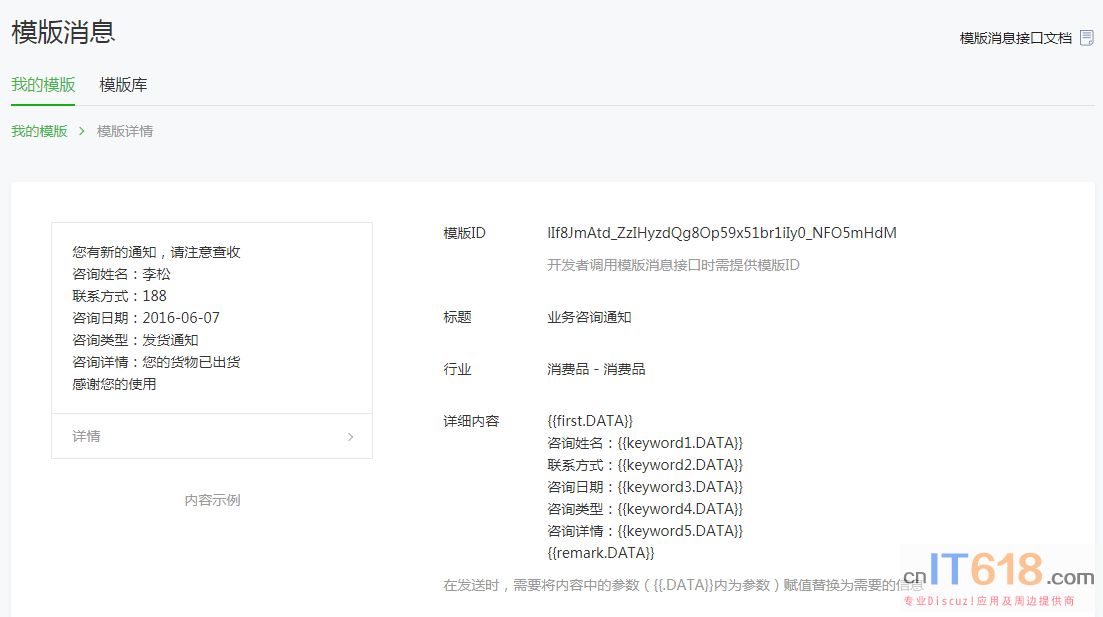 模版消息
模版消息接口文档
我的模版 模版库
我的模版 > 模版详情
您有新的通知，请注意查收
咨询姓名：李松
联系方式：188
咨询日期：2016-06-07
咨询类型：发货通知
咨询详情：您的货物已出货
感谢您的使用
详情 >
内容示例
模版ID lIf8JmAtd_ZzIHyzdQg8Op59x51br1iIy0_NFO5mHdM
开发者调用模版消息接口时需提供模版ID
标题 业务咨询通知
行业 消费品 - 消费品
详细内容 {{first.DATA}}
咨询姓名：{{keyword1.DATA}}
联系方式：{{keyword2.DATA}}
咨询日期：{{keyword3.DATA}}
咨询类型：{{keyword4.DATA}}
咨询详情：{{keyword5.DATA}}
{{remark.DATA}}
在发送时，需要将内容中的参数（{{.DATA}}内为参数）赋值替换为需要的信息
cnIT618.com
专业Discuz!应用及周边提供商